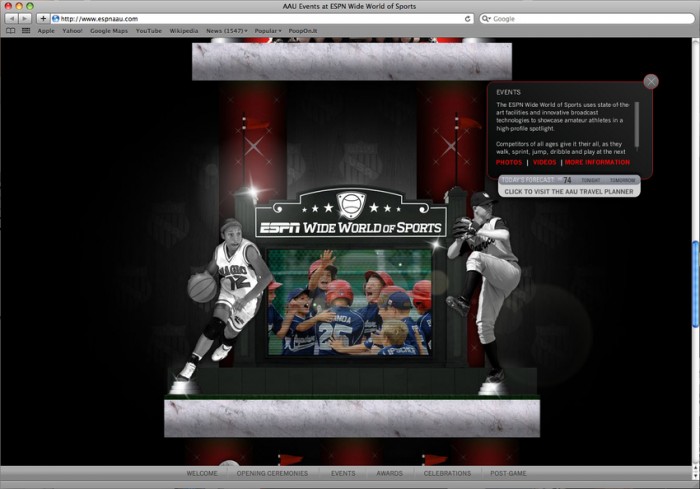 AAU Events at ESPN Wide World of Sports
http://www.espnaau.com
Google
Apple Yahoo! Google Maps YouTube Wikipedia News (1547) Popular PoopOn.it
EVENTS
The ESPN Wide World of Sports uses state-of-the-
art facilities and innovative broadcast
technologies to showcase amateur athletes in a
high-profile spotlight.
Competitors of all ages give it their all, as they
walk, sprint, jump, dribble and play at the next
PHOTOS | VIDEOS | MORE INFORMATION
TODAY'S FORECAST 74 TONIGHT TOMORROW
CLICK TO VISIT THE AAU TRAVEL PLANNER
ESPN WIDE WORLD OF SPORTS
MAGIC
12
25
WELCOME OPENING CEREMONIES EVENTS AWARDS CELEBRATIONS POST-GAME